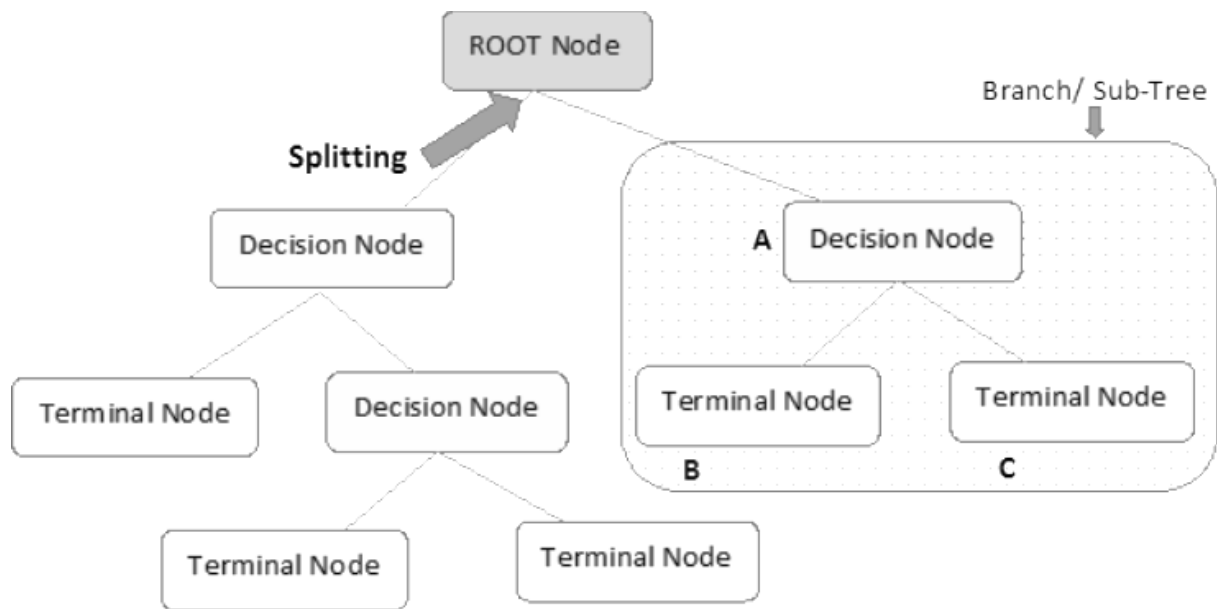 ROOT Node
Branch/ Sub-Tree
Splitting
Decision Node
A
Decision Node
Terminal Node
Decision Node
Terminal Node
Terminal Node
B
C
Terminal Node
Terminal Node